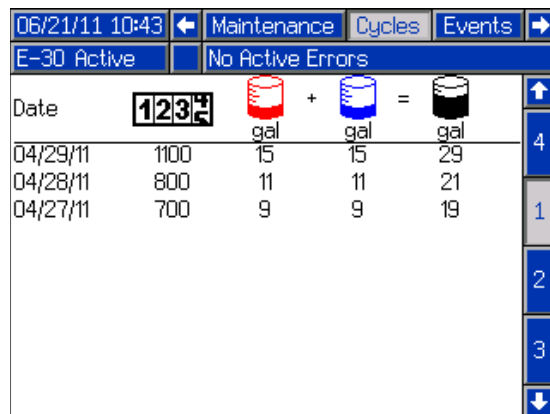 06/21/11 10:43 Maintenance Cycles Events
E-30 Active No Active Errors
Date 1234 5 + =
gal gal gal
04/29/11 1100 15 15 29
04/28/11 800 11 11 21
04/27/11 700 9 9 19
4
1
2
3